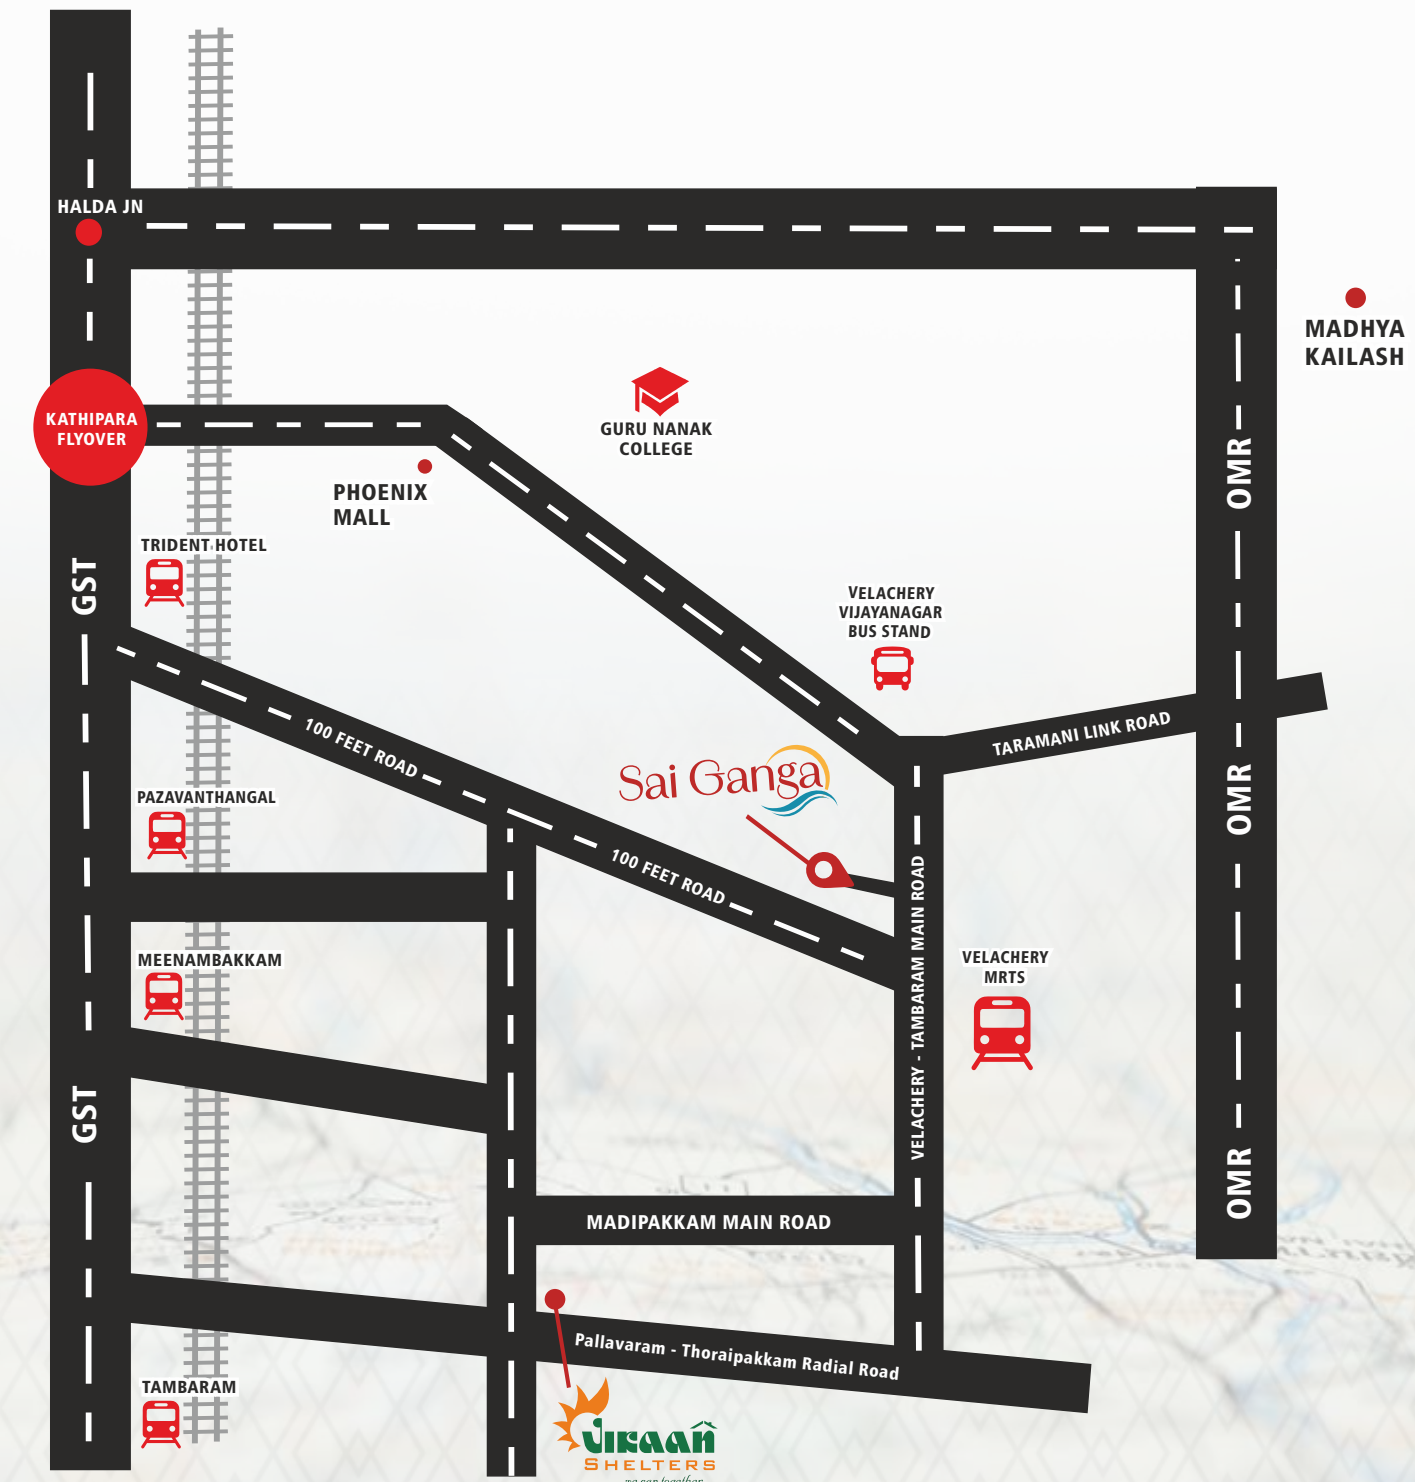 HALDA JN
MADHYA
KAILASH
KATHIPARA
FLYOVER
GURU NANAK
COLLEGE
OMR
PHOENIX
MALL
TRIDENT HOTEL
GST
VELACHERY
VIJAYANAGAR
BUS STAND
100 FEET ROAD
TARAMANI LINK ROAD
Sai Ganga
PAZAVANTHANGAL
OMR
100 FEET ROAD
VELACHERY - TAMBARAM MAIN ROAD
MEENAMBAKKAM
VELACHERY
MRTS
GST
OMR
MADIPAKKAM MAIN ROAD
Pallavaram - Thoraipakkam Radial Road
TAMBARAM
VIKAAN
SHELTERS